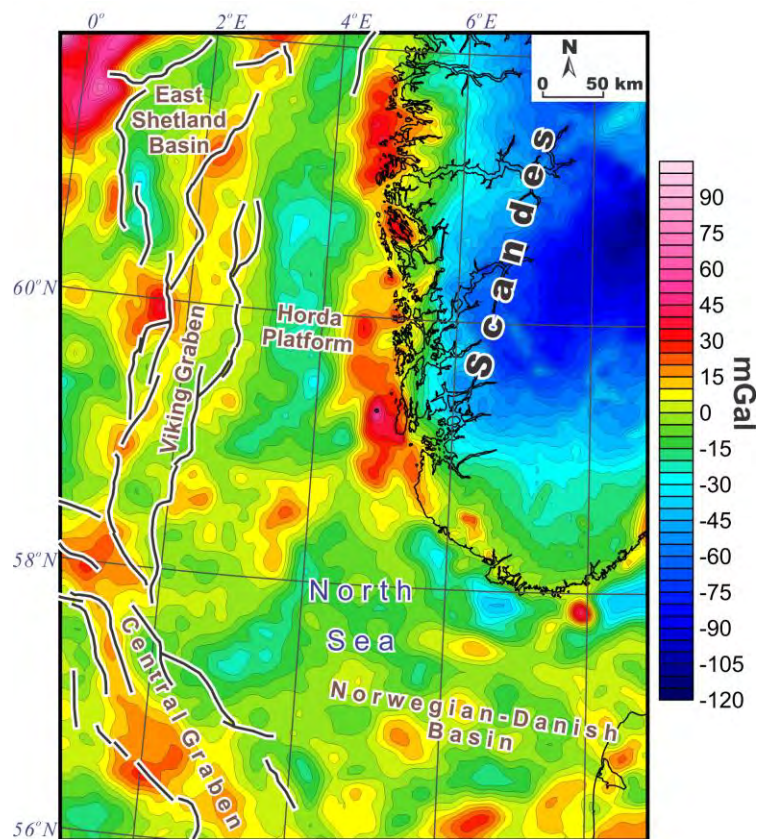 0° 2° E 4° E 6° E
N
0 50 km
East
Shetland
Basin
Scandes
60°N
Horda
Platform
Viking Graben
58°N
North
Sea
Central Graben
Norwegian-Danish
Basin
56°N
90
75
60
45
30
15
0
-15
-30
-45
-60
-75
-90
-105
-120
mGal